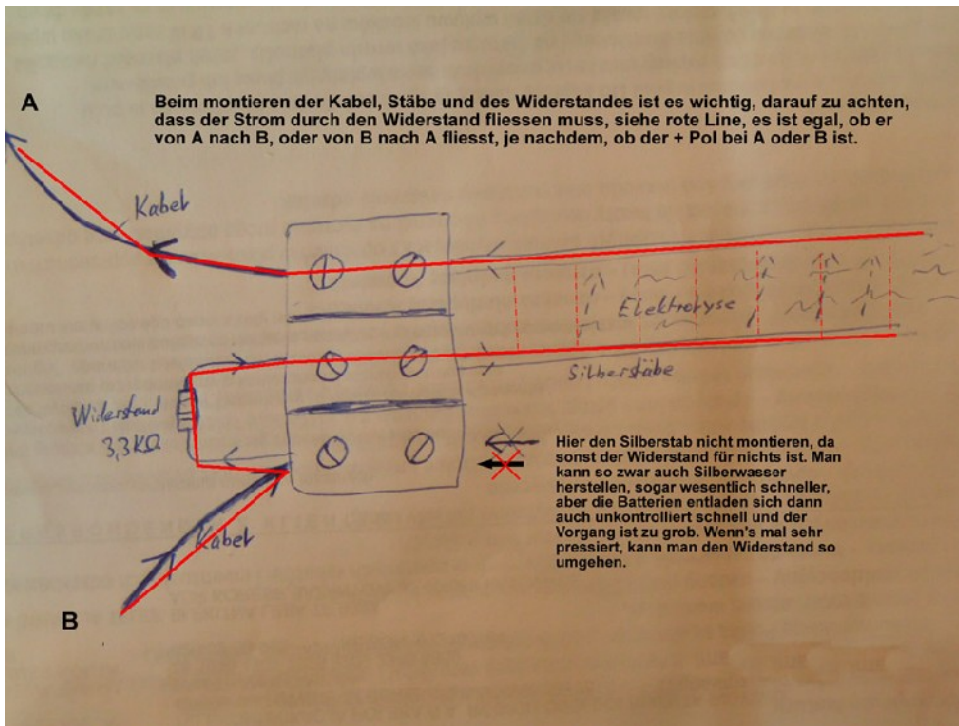 A
Beim montieren der Kabel, Stäbe und des Widerstandes ist es wichtig, darauf zu achten,
dass der Strom durch den Widerstand fliessen muss, siehe rote Line, es ist egal, ob er
von A nach B, oder von B nach A fliesst, je nachdem, ob der + Pol bei A oder B ist.
Kabel
Elektrolyse
Silberstäbe
Widerstand
3,3KΩ
Hier den Silberstab nicht montieren, da
sonst der Widerstand für nichts ist. Man
kann so zwar auch Silberwasser
herstellen, sogar wesentlich schneller,
aber die Batterien entladen sich dann
auch unkontrolliert schnell und der
Vorgang ist zu grob. Wenn's mal sehr
pressiert, kann man den Widerstand so
umgehen.
Kabel
B